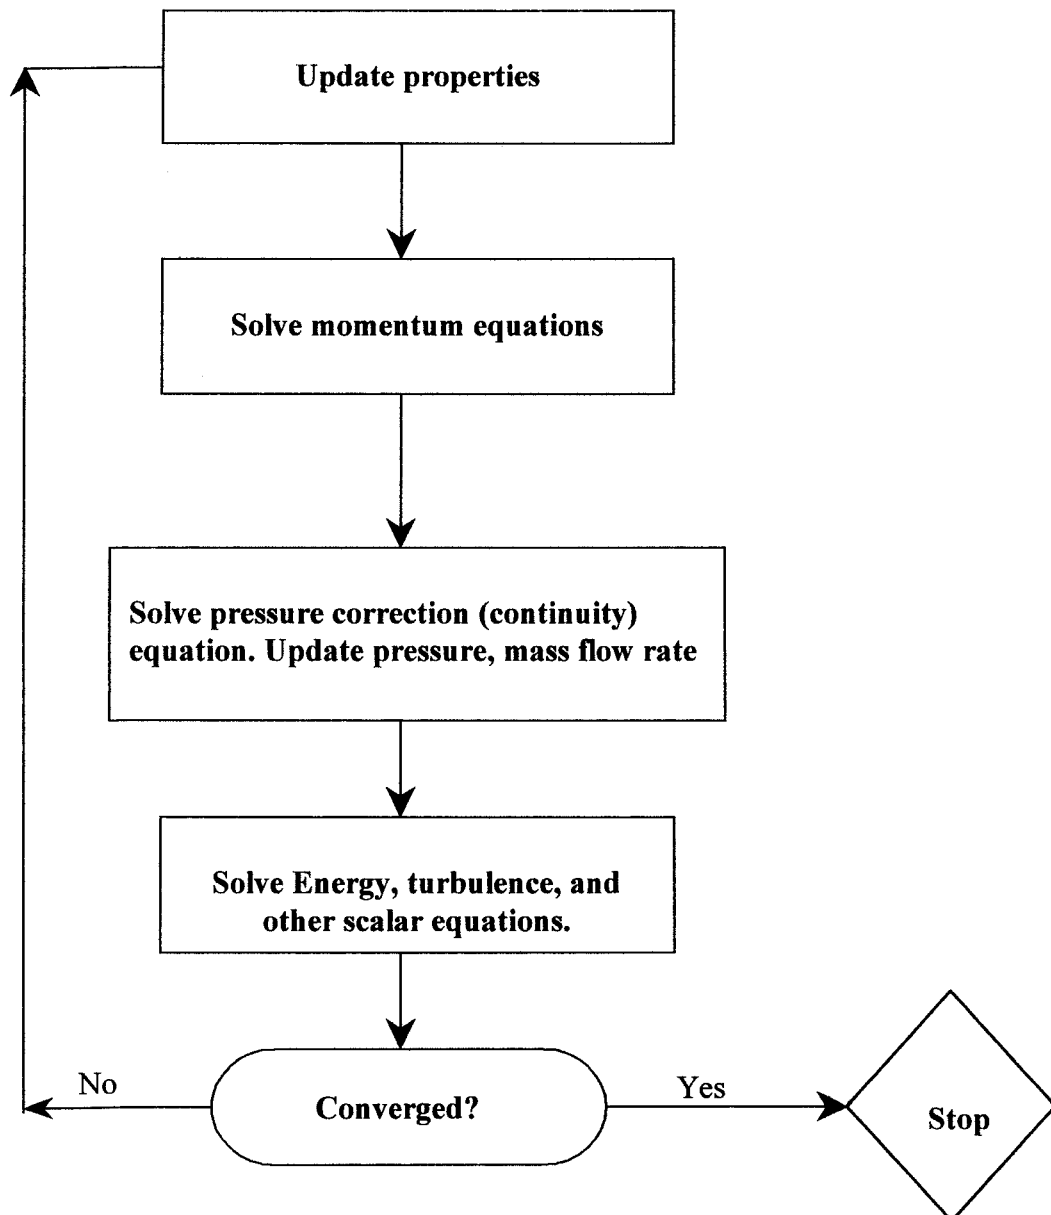 Update properties
Solve momentum equations
Solve pressure correction (continuity)
equation. Update pressure, mass flow rate
Solve Energy, turbulence, and
other scalar equations.
No
Converged?
Yes
Stop